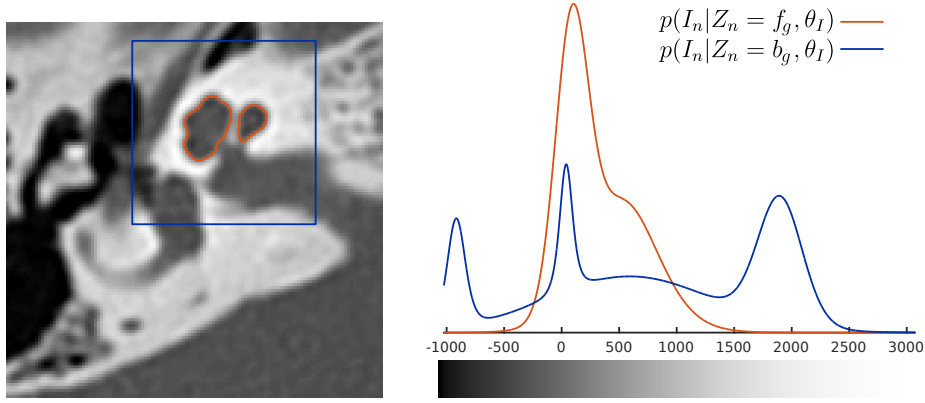 p(I_n|Z_n = f_g, θ_I)
p(I_n|Z_n = b_g, θ_I)
-1000 -500 0 500 1000 1500 2000 2500 3000